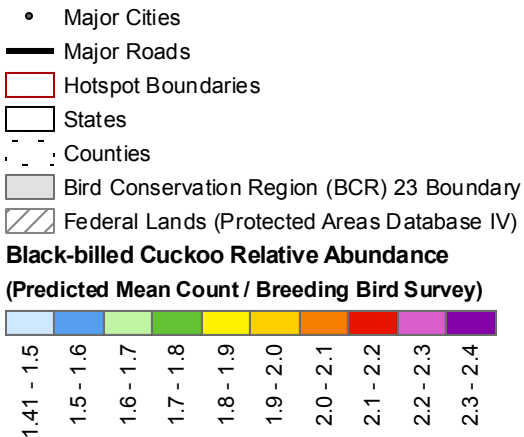 Major Cities
Major Roads
Hotspot Boundaries
States
Counties
Bird Conservation Region (BCR) 23 Boundary
Federal Lands (Protected Areas Database IV)
Black-billed Cuckoo Relative Abundance
(Predicted Mean Count / Breeding Bird Survey)
1.41 - 1.5
1.5 - 1.6
1.6 - 1.7
1.7 - 1.8
1.8 - 1.9
1.9 - 2.0
2.0 - 2.1
2.1 - 2.2
2.2 - 2.3
2.3 - 2.4